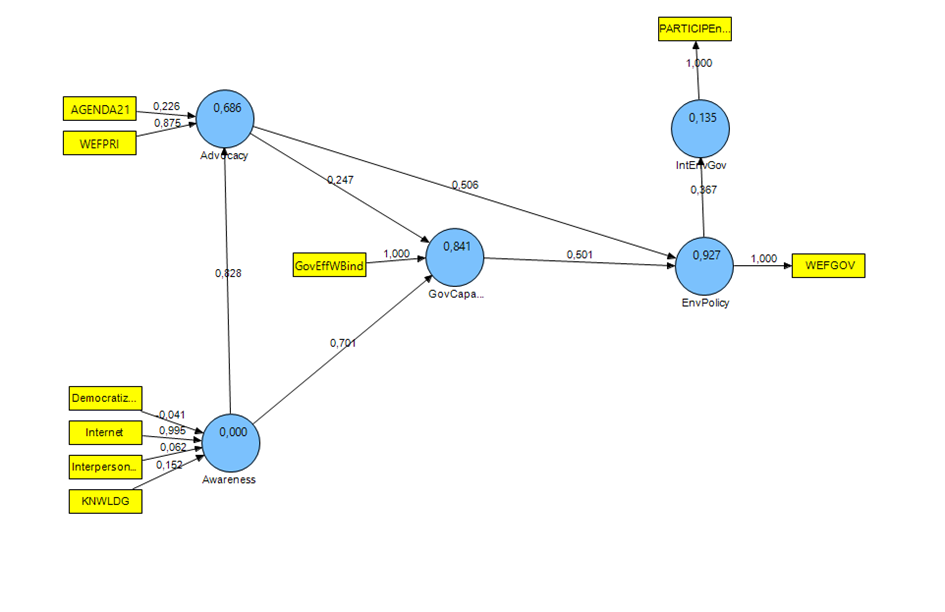 PARTICIPEn...
1,000
0,135
IntEnvGov
0,367
AGENDA21
0,226
WEFPRI
0,875
0,686
Advocacy
0,247
0,506
GovEffWBind
1,000
0,841
GovCapa...
0,501
0,927
EnvPolicy
1,000
WEFGOV
0,828
0,701
Democratiz...
-0,041
Internet
0,995
Interperson...
0,062
KNWLDG
0,152
0,000
Awareness